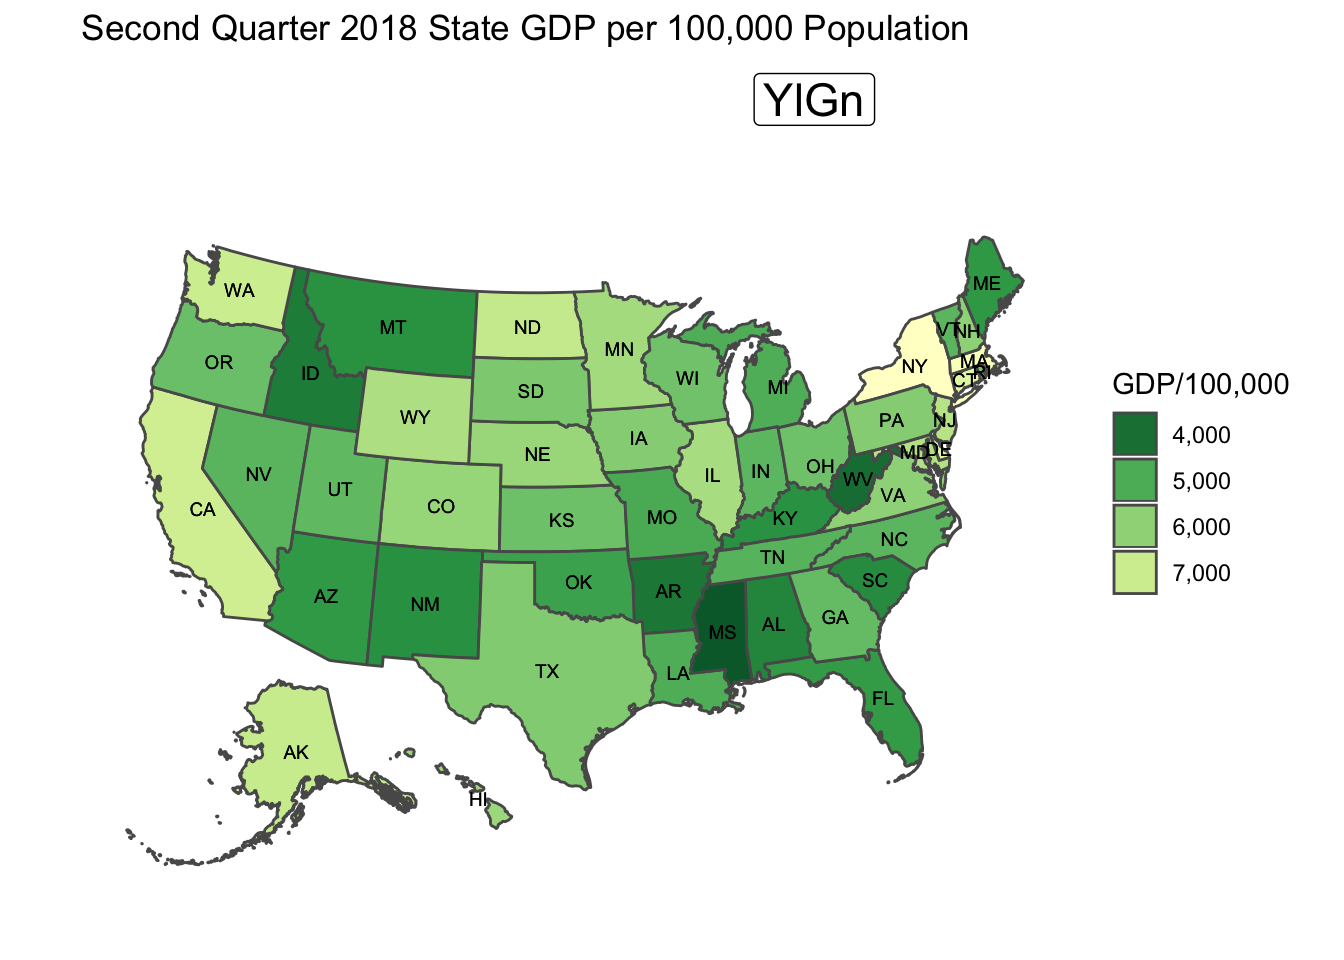 Second Quarter 2018 State GDP per 100,000 Population
YlGn
ME
WA
MT
ND
VT
NH
MN
OR
ID
NY
MA
RI
CT
WI
MI
SD
WY
PA
NJ
IA
NE
MD
DE
OH
IL
IN
NV
UT
WV
CA
CO
VA
KS
MO
KY
NC
TN
OK
SC
AZ
NM
AR
GA
MS
AL
TX
LA
FL
AK
HI
GDP/100,000
4,000
5,000
6,000
7,000